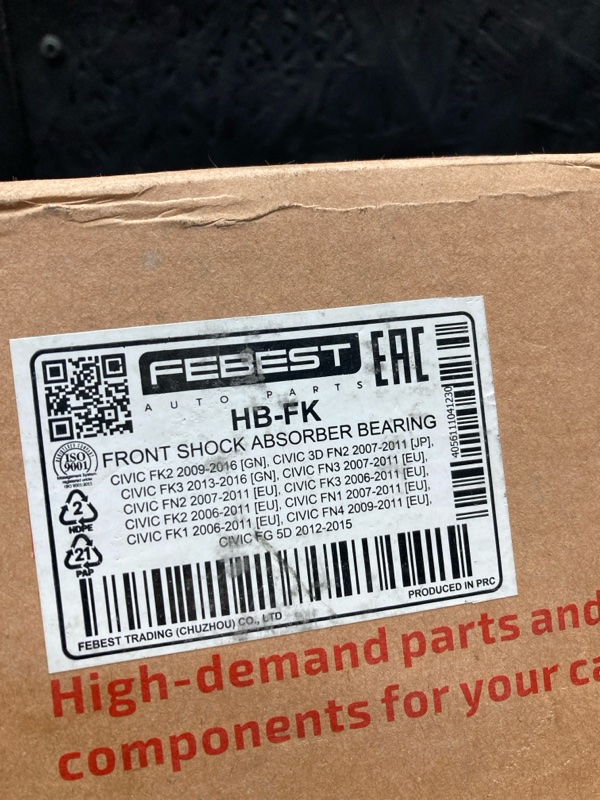 FEBEST
EAC
AUTO PARTS
HB-FK
FRONT SHOCK ABSORBER BEARING
CIVIC FK2 2009-2016 [GN], CIVIC 3D FN2 2007-2011 [JP],
CIVIC FK3 2013-2016 [GN], CIVIC FN3 2007-2011 [EU],
CIVIC FN2 2007-2011 [EU], CIVIC FK3 2006-2011 [EU],
CIVIC FK2 2006-2011 [EU], CIVIC FN1 2007-2011 [EU],
CIVIC FK1 2006-2011 [EU], CIVIC FN4 2009-2011 [EU],
CIVIC FG 5D 2012-2015
4056111041230
ISO
9001
2
HDPE
21
PAP
FEBEST TRADING (CHUZHOU) CO., LTD
PRODUCED IN PRC
High-demand parts and
components for your ca